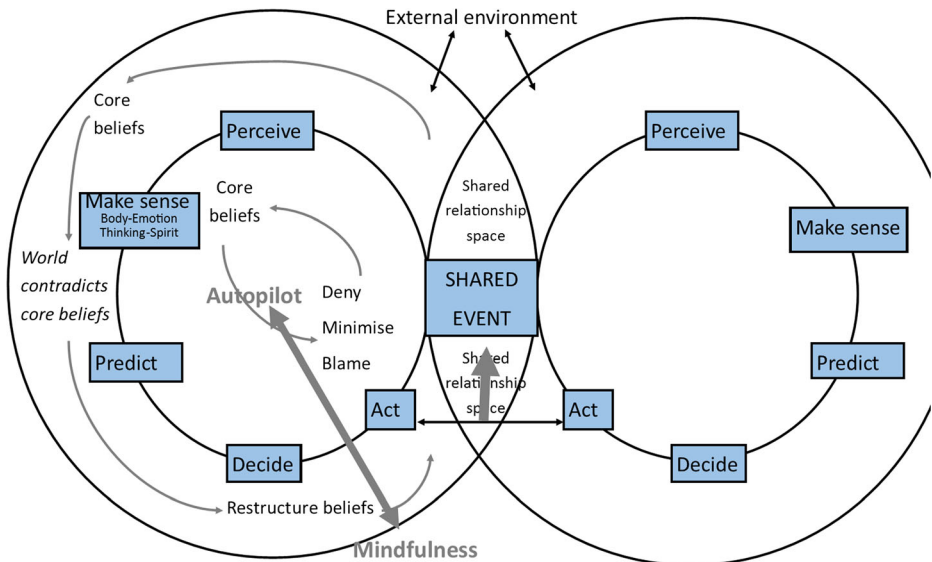 External environment
Core
beliefs
Perceive
Perceive
Make sense
Body-Emotion
Thinking-Spirit
Core
beliefs
Shared
relationship
space
Make sense
World
contradicts
core beliefs
Autopilot
Deny
Minimise
Blame
SHARED
EVENT
Predict
Shared
relationship
space
Predict
Act
Act
Decide
Decide
Restructure beliefs
Mindfulness